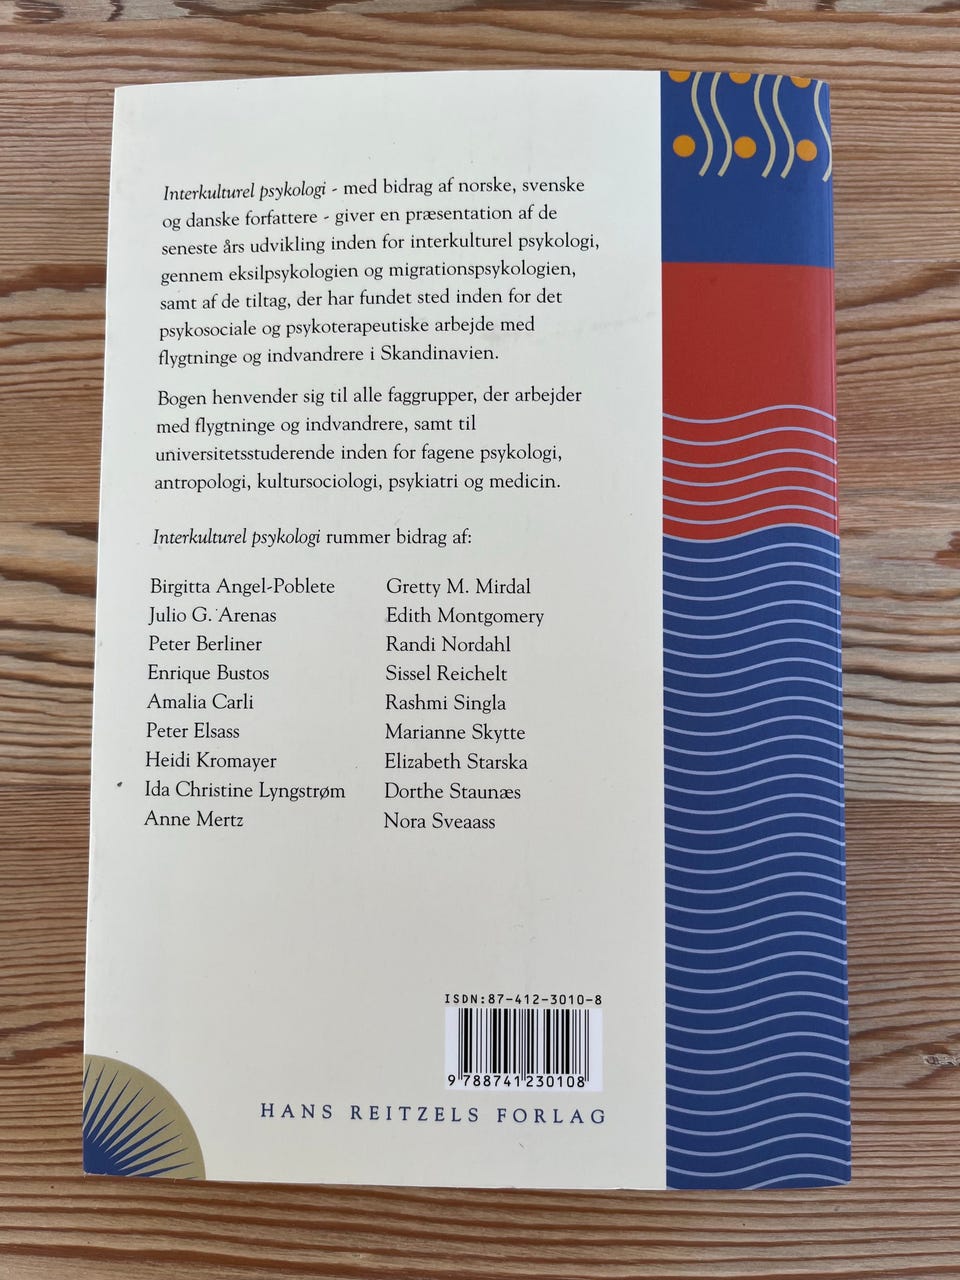 Interkulturel psykologi - med bidrag af norske, svenske
og danske forfattere - giver en præsentation af de
seneste års udvikling inden for interkulturel psykologi,
gennem eksilpsykologien og migrationspsykologien,
samt af de tiltag, der har fundet sted inden for det
psykosociale og psykoterapeutiske arbejde med
flygtninge og indvandrere i Skandinavien.
Bogen henvender sig til alle faggrupper, der arbejder
med flygtninge og indvandrere, samt til
universitetsstuderende inden for fagene psykologi,
antropologi, kultursociologi, psykiatri og medicin.
Interkulturel psykologi rummer bidrag af:
Birgitta Angel-Poblete
Julio G. Arenas
Peter Berliner
Enrique Bustos
Amalia Carli
Peter Elsass
Heidi Kromayer
Ida Christine Lyngstrøm
Anne Mertz
Gretty M. Mirdal
Edith Montgomery
Randi Nordahl
Sissel Reichelt
Rashmi Singla
Marianne Skytte
Elizabeth Starska
Dorthe Staunæs
Nora Sveaass
ISDN:87-412-3010-8
9 788741 230108
HANS REITZELS FORLAG